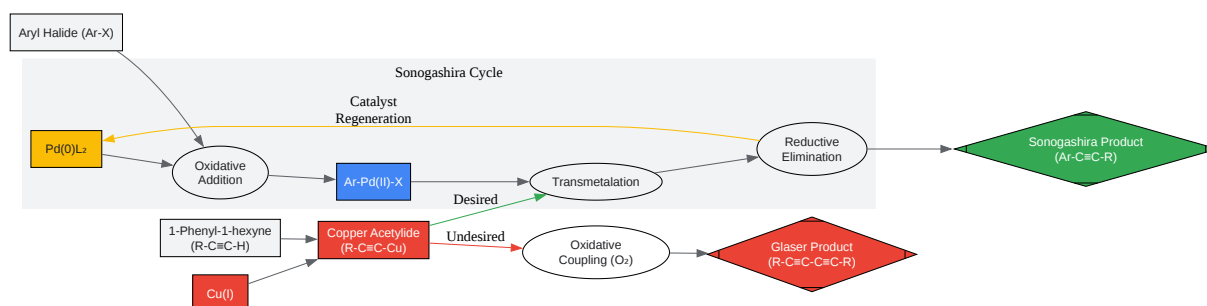 Aryl Halide (Ar-X)
Sonogashira Cycle
Catalyst
Regeneration
Pd(0)L₂
Oxidative
Addition
Ar-Pd(II)-X
Transmetalation
Reductive
Elimination
Sonogashira Product
(Ar-C≡C-R)
Desired
1-Phenyl-1-hexyne
(R-C≡C-H)
Copper Acetylide
(R-C≡C-Cu)
Undesired
Oxidative
Coupling (O₂)
Glaser Product
(R-C≡C-C≡C-R)
Cu(I)